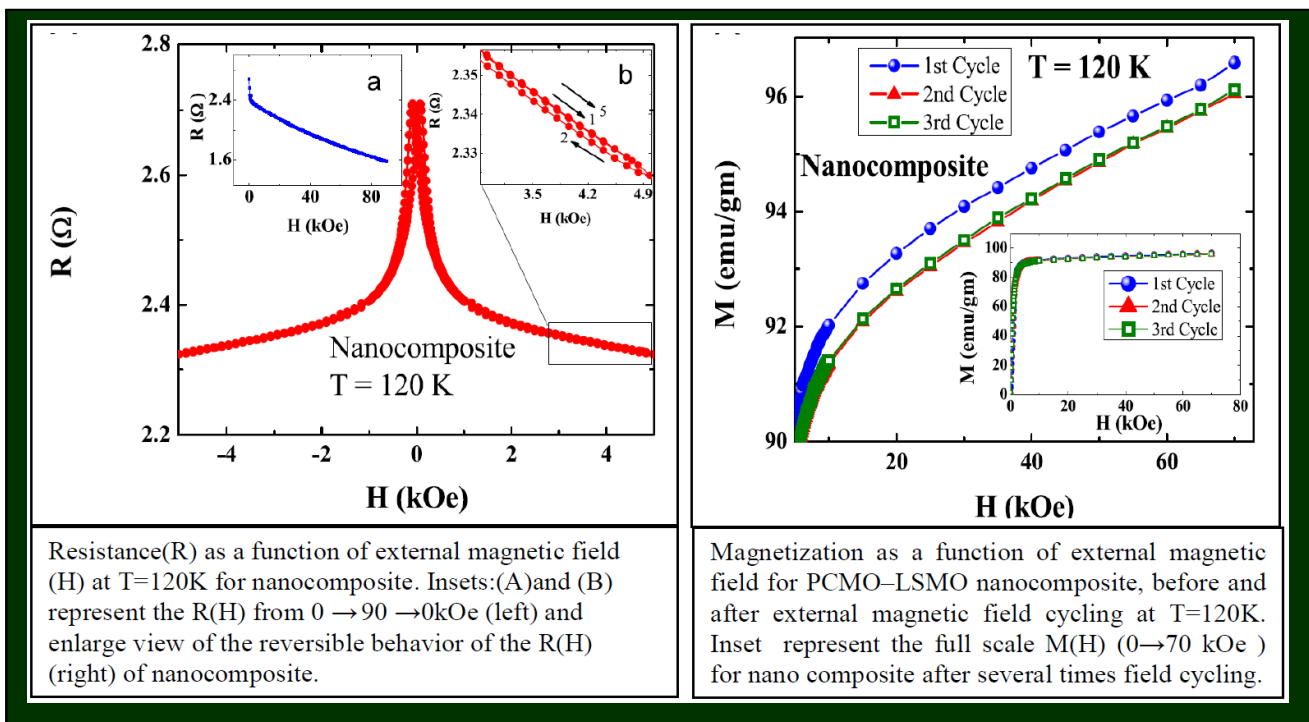 2.8
2.6
2.4
2.2
R (Ω)
-4 -2 0 2 4
H (kOe)
Nanocomposite
T = 120 K
a
2.4
1.6
R (Ω)
0 40 80
H (kOe)
b
2.35
2.34
2.33
R (Ω)
3.5 4.2 4.9
H (kOe)
5
1
2
Resistance(R) as a function of external magnetic field
(H) at T=120K for nanocomposite. Insets:(A)and (B)
represent the R(H) from 0 →90 →0kOe (left) and
enlarge view of the reversible behavior of the R(H)
(right) of nanocomposite.
1st Cycle
2nd Cycle
3rd Cycle
T = 120 K
Nanocomposite
96
94
92
90
M (emu/gm)
20 40 60
H (kOe)
100
90
80
70
60
50
40
30
20
10
0
M (emu/gm)
1st Cycle
2nd Cycle
3rd Cycle
0 20 40 60 80
H (kOe)
Magnetization as a function of external magnetic
field for PCMO–LSMO nanocomposite, before and
after external magnetic field cycling at T=120K.
Inset represent the full scale M(H) (0→70 kOe )
for nano composite after several times field cycling.